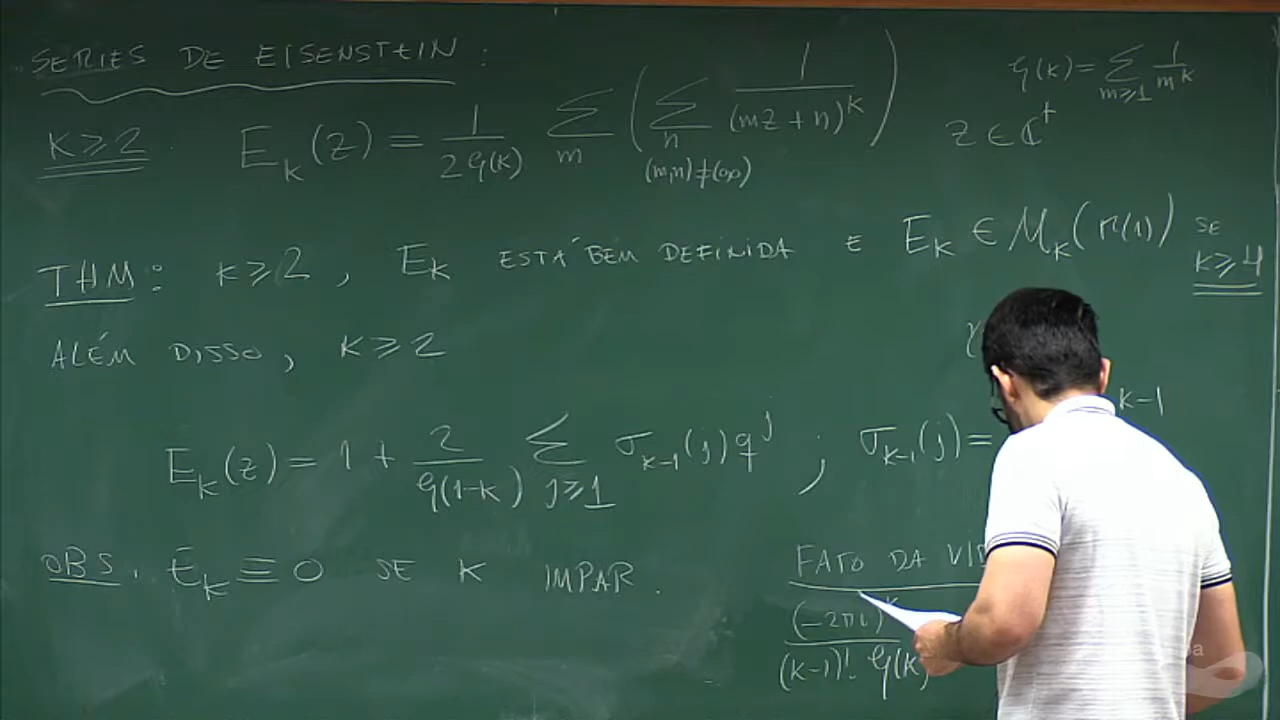 SERIES DE EISENSTEIN:
K ≥ 2 E_k(z) = 1/(2ζ(k)) Σ_m ( Σ_n 1/(mz+n)^k ) (m,n)≠(0,0)
ζ(k) = Σ_{m≥1} 1/m^k
z ∈ ℂ^+
THM: k ≥ 2, E_k ESTÁ BEM DEFINIDA E E_k ∈ M_k(Γ(1)) SE K ≥ 4
ALÉM DISSO, K ≥ 2
E_k(z) = 1 + 2/ζ(1-k) Σ_{j≥1} σ_{k-1}(j) q^j ; σ_{k-1}(j) = k-1
OBS. E_k ≡ 0 SE K IMPAR.
FATO DA
(-2πi)
(k-1)! ζ(k)